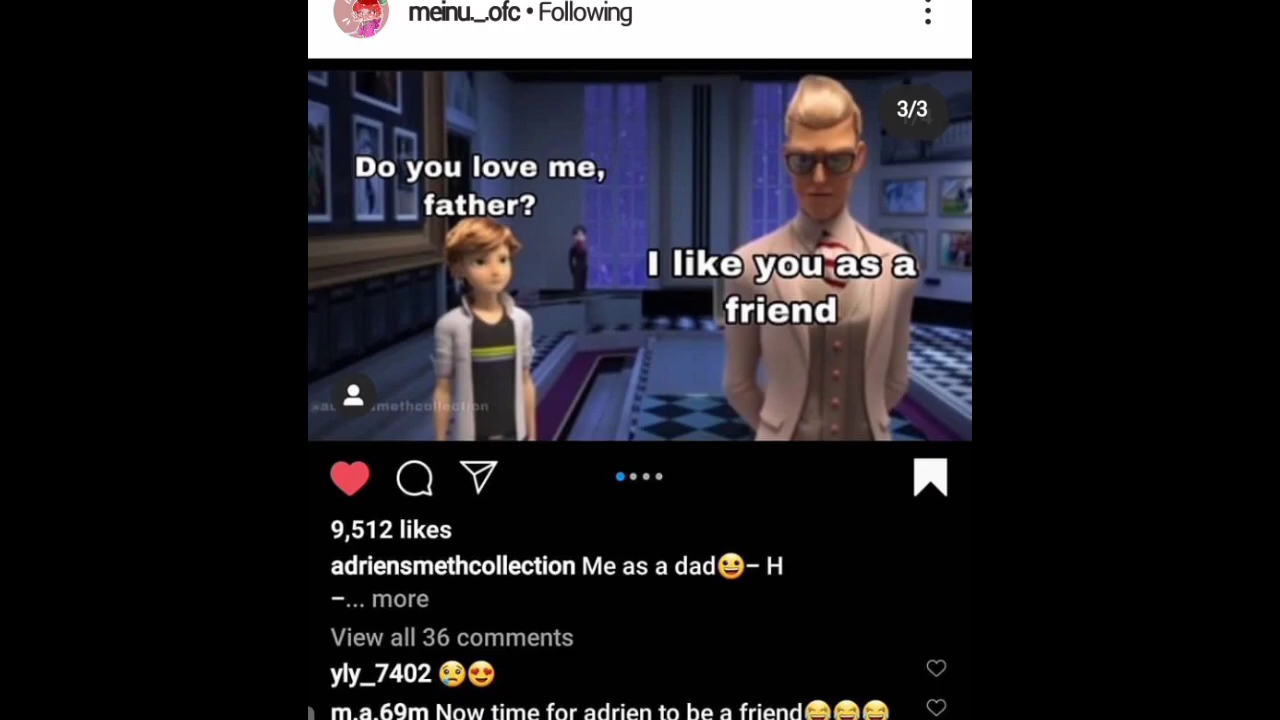 meinu._.ofc • Following
3/3
Do you love me,
father?
I like you as a
friend
methcollection
9,512 likes
adriensmethcollection Me as a dad😀– H
–... more
View all 36 comments
yly_7402 😢😍
m.a.69m Now time for adrien to be a friend😂😂😂